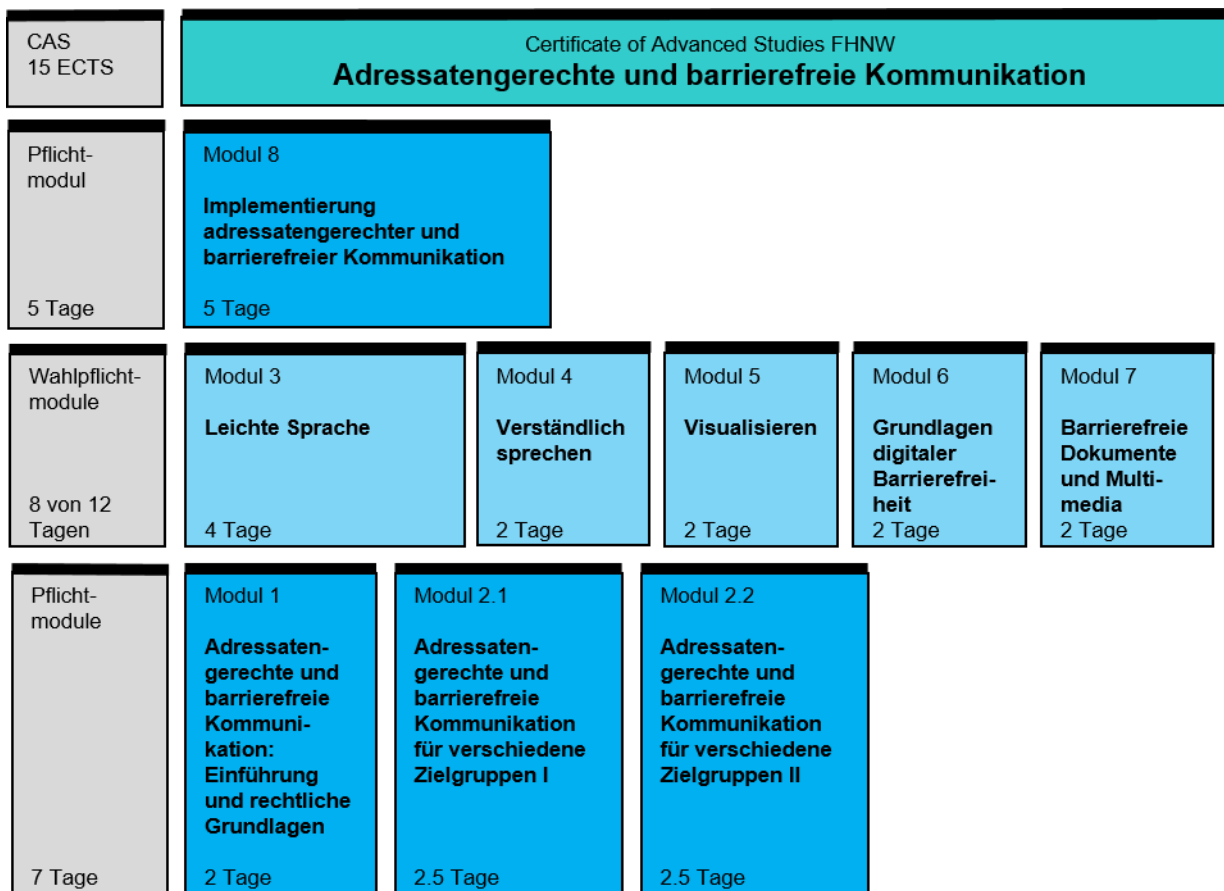 CAS
15 ECTS
Certificate of Advanced Studies FHNW
Adressatengerechte und barrierefreie Kommunikation
Pflicht-
modul
5 Tage
Modul 8
Implementierung
adressatengerechter und
barrierefreier Kommunikation
5 Tage
Wahlpflicht-
module
8 von 12
Tagen
Modul 3
Leichte Sprache
4 Tage
Modul 4
Verständlich
sprechen
2 Tage
Modul 5
Visualisieren
2 Tage
Modul 6
Grundlagen
digitaler
Barrierefrei-
heit
2 Tage
Modul 7
Barrierefreie
Dokumente
und Multi-
media
2 Tage
Pflicht-
module
7 Tage
Modul 1
Adressaten-
gerechte und
barrierefreie
Kommuni-
kation:
Einführung
und rechtliche
Grundlagen
2 Tage
Modul 2.1
Adressaten-
gerechte und
barrierefreie
Kommunikation
für verschiedene
Zielgruppen I
2.5 Tage
Modul 2.2
Adressaten-
gerechte und
barrierefreie
Kommunikation
für verschiedene
Zielgruppen II
2.5 Tage